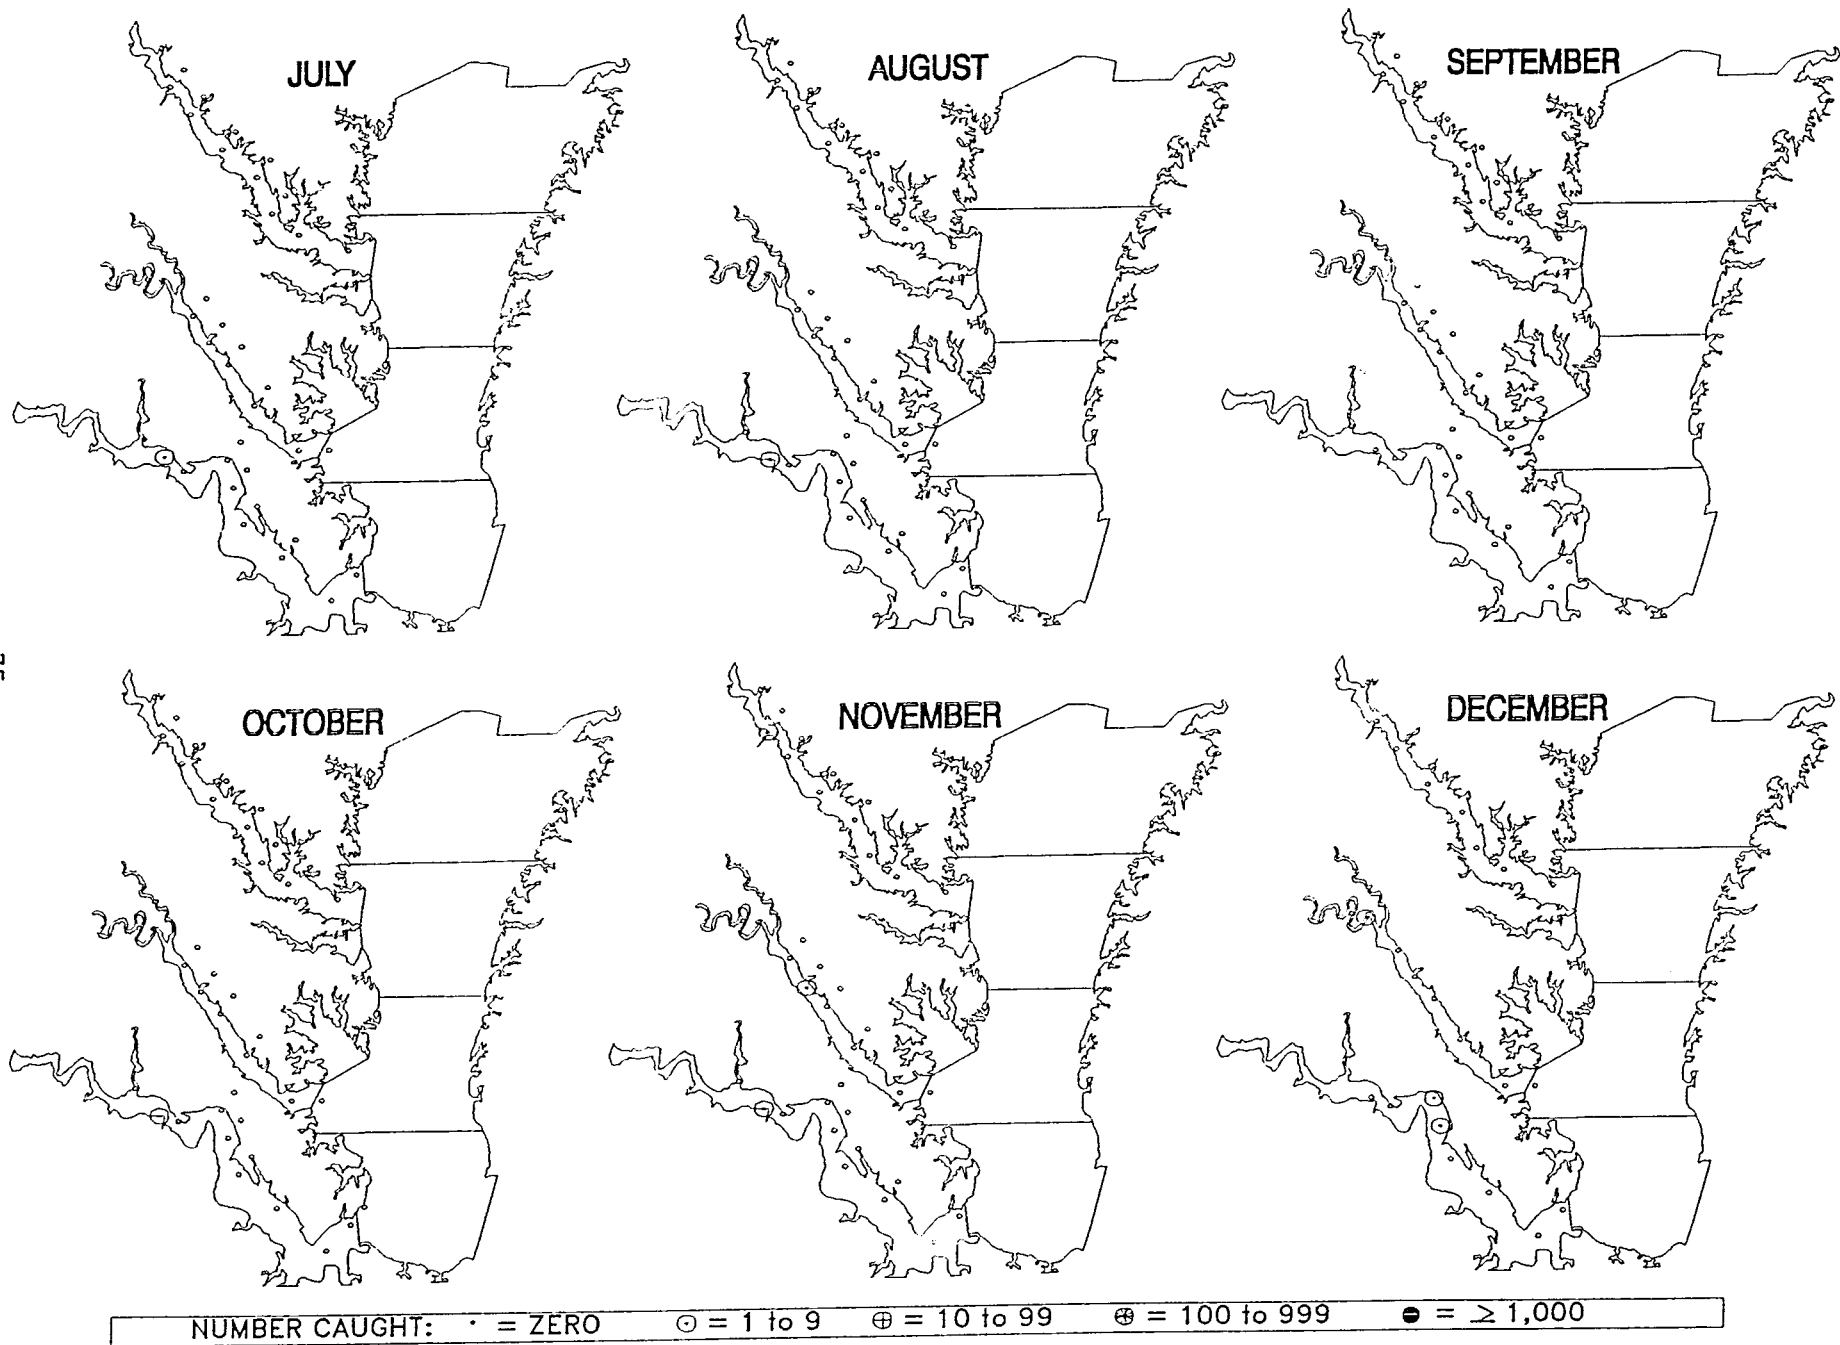 JULY
AUGUST
SEPTEMBER
OCTOBER
NOVEMBER
DECEMBER
NUMBER CAUGHT: · = ZERO ⊙ = 1 to 9 ⊕ = 10 to 99 ⊛ = 100 to 999 ● = ≥ 1,000